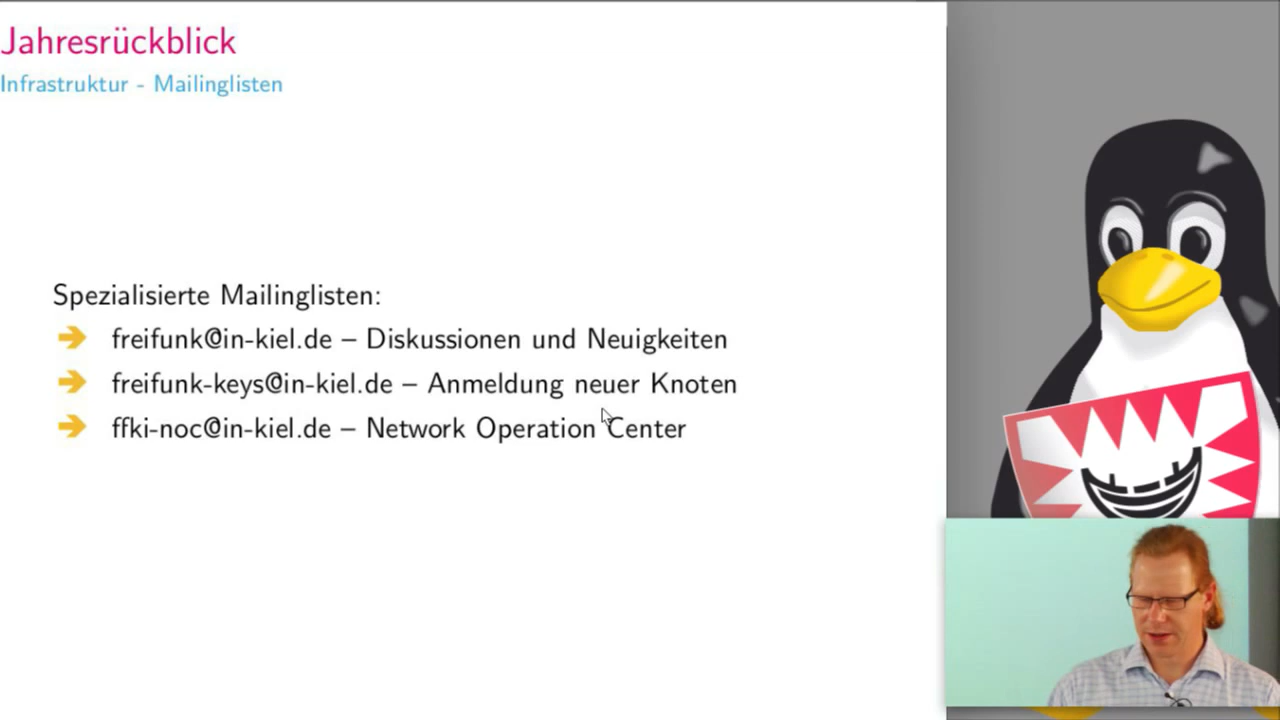 Jahresrückblick
Infrastruktur - Mailinglisten
Spezialisierte Mailinglisten:
freifunk@in-kiel.de – Diskussionen und Neuigkeiten
freifunk-keys@in-kiel.de – Anmeldung neuer Knoten
ffki-noc@in-kiel.de – Network Operation Center